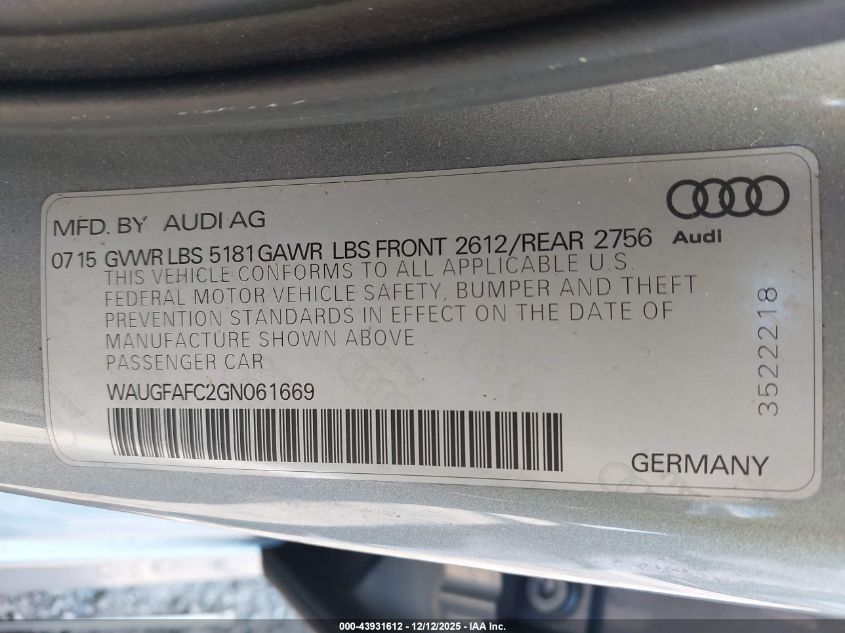 MFD. BY AUDI AG
07 15 GVWR LBS 5181 GAWR LBS FRONT 2612/REAR 2756
Audi
THIS VEHICLE CONFORMS TO ALL APPLICABLE U.S.
FEDERAL MOTOR VEHICLE SAFETY, BUMPER AND THEFT
PREVENTION STANDARDS IN EFFECT ON THE DATE OF
MANUFACTURE SHOWN ABOVE
PASSENGER CAR
WAUGFAFC2GN061669
3522218
GERMANY
000-43931612 - 12/12/2025 - IAA Inc.